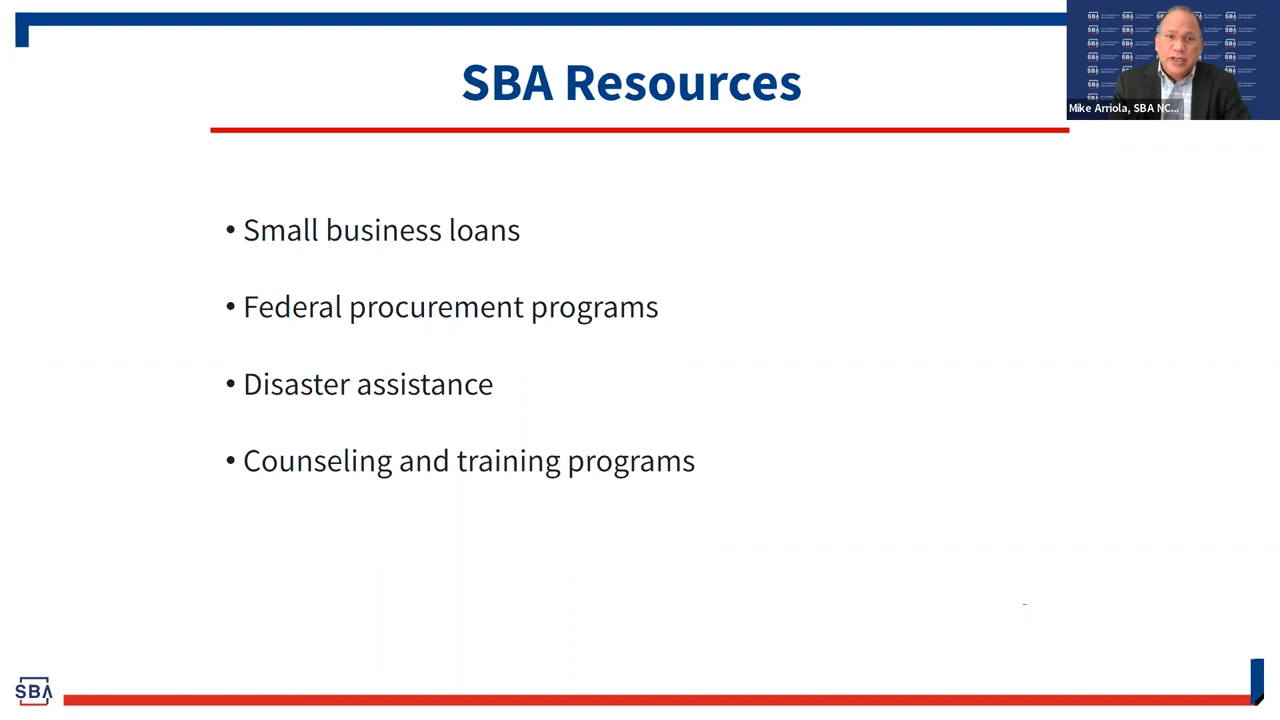 SBA Resources
Mike Arriola, SBA NC...
• Small business loans
• Federal procurement programs
• Disaster assistance
• Counseling and training programs
SBA